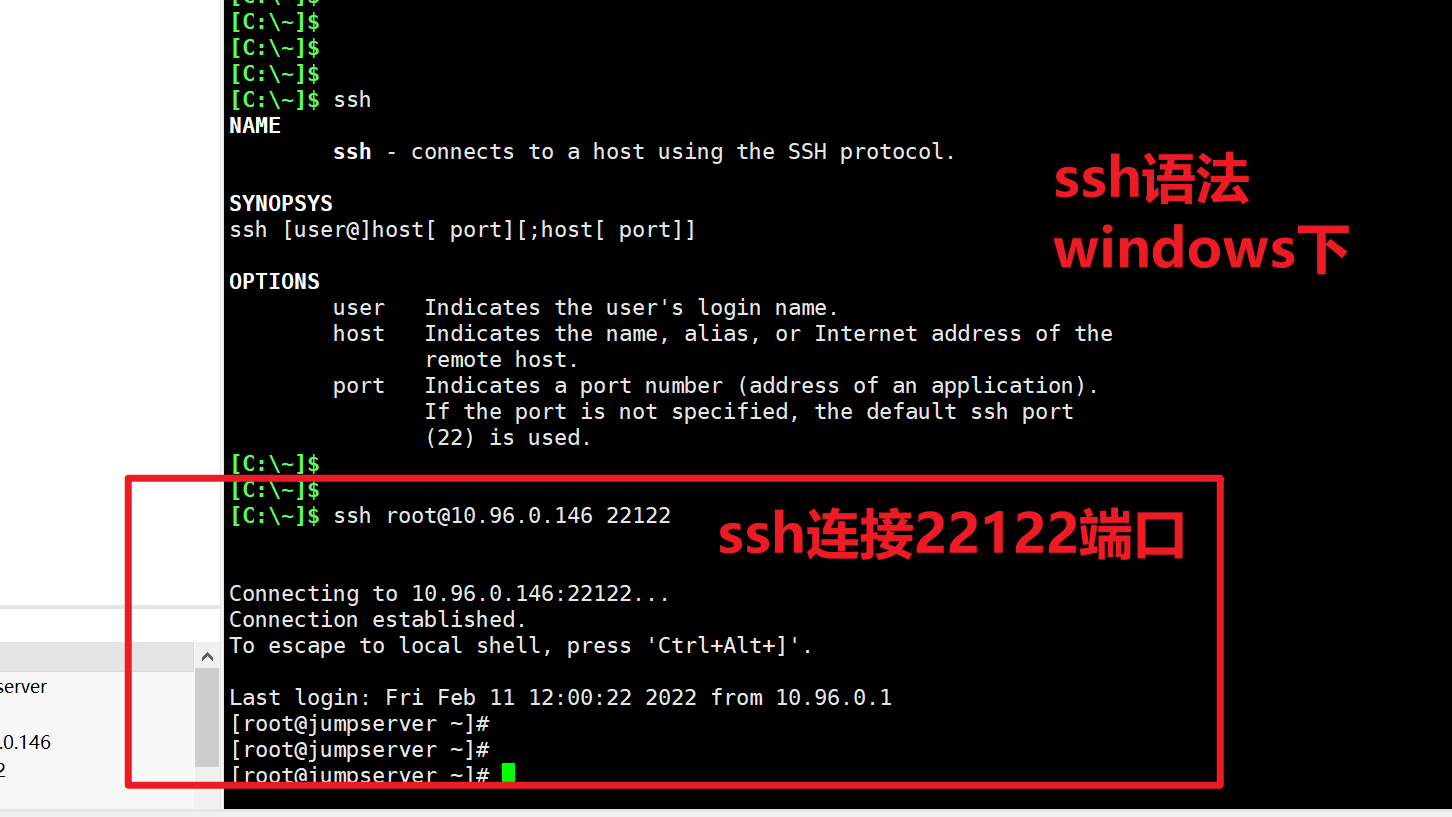 [C:\~]$
[C:\~]$
[C:\~]$
[C:\~]$ ssh
NAME
ssh - connects to a host using the SSH protocol.
ssh语法
SYNOPSYS
ssh [user@]host[ port][;host[ port]]
windows下
OPTIONS
user Indicates the user's login name.
host Indicates the name, alias, or Internet address of the
remote host.
port Indicates a port number (address of an application).
If the port is not specified, the default ssh port
(22) is used.
[C:\~]$
[C:\~]$
[C:\~]$ ssh root@10.96.0.146 22122
ssh连接22122端口
Connecting to 10.96.0.146:22122...
Connection established.
To escape to local shell, press 'Ctrl+Alt+]'.
Last login: Fri Feb 11 12:00:22 2022 from 10.96.0.1
[root@jumpserver ~]#
[root@jumpserver ~]#
[root@jumpserver ~]#
server
.0.146
2